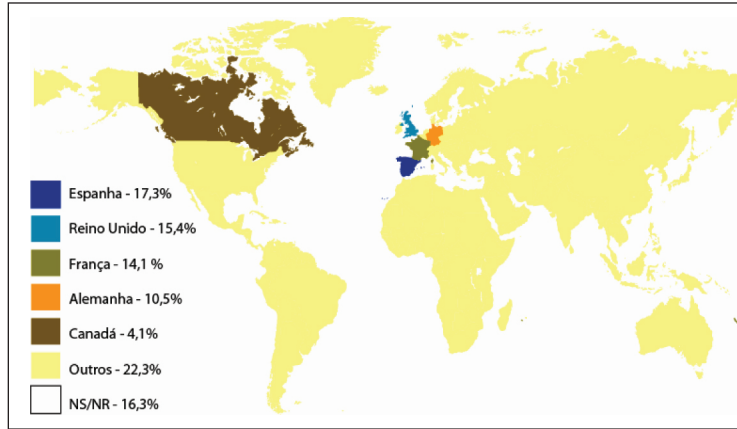 Espanha - 17,3%
Reino Unido - 15,4%
França - 14,1 %
Alemanha - 10,5%
Canadá - 4,1%
Outros - 22,3%
NS/NR - 16,3%